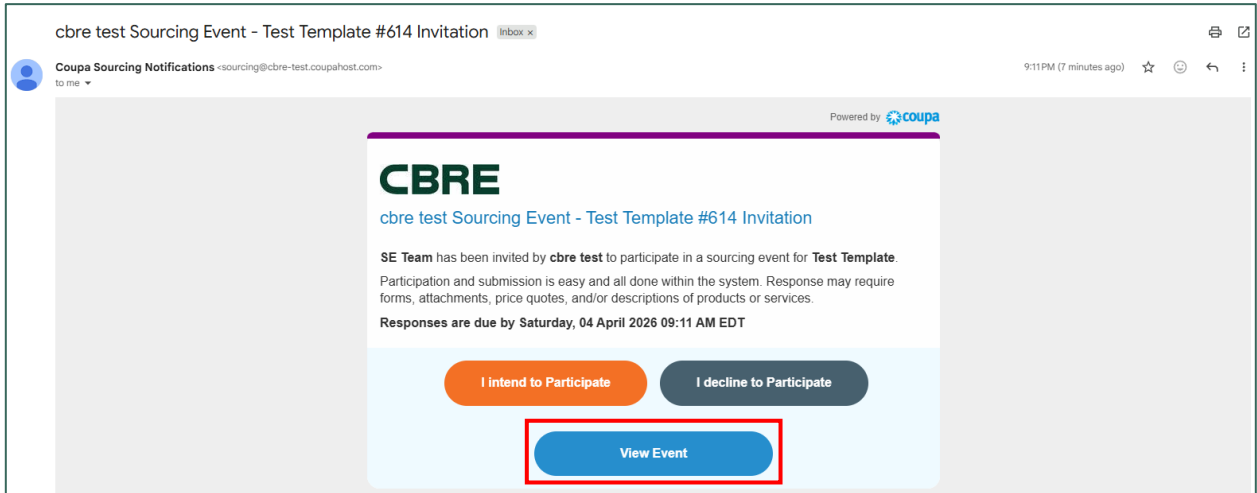 cbre test Sourcing Event - Test Template #614 Invitation Inbox x
Coupa Sourcing Notifications <sourcing@cbre-test.coupahost.com> 9:11 PM (7 minutes ago)
to me
Powered by coupa
CBRE
cbre test Sourcing Event - Test Template #614 Invitation
SE Team has been invited by cbre test to participate in a sourcing event for Test Template.
Participation and submission is easy and all done within the system. Response may require
forms, attachments, price quotes, and/or descriptions of products or services.
Responses are due by Saturday, 04 April 2026 09:11 AM EDT
I intend to Participate I decline to Participate
View Event